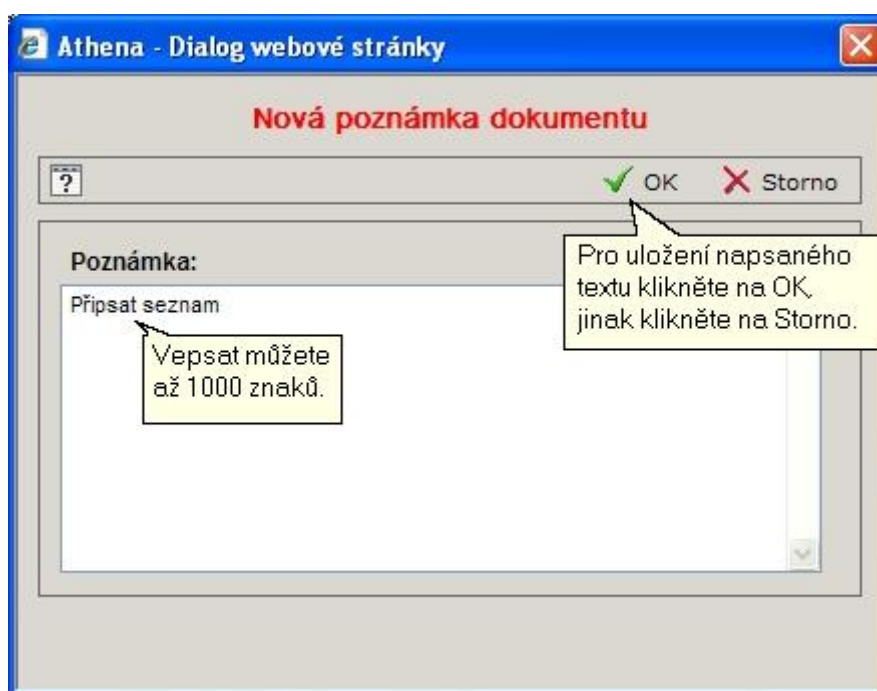 Athena - Dialog webové stránky
Nová poznámka dokumentu
? OK Storno
Pro uložení napsaného
textu klikněte na OK,
jinak klikněte na Storno.
Poznámka:
Připsat seznam
Vepsat můžete
až 1000 znaků.